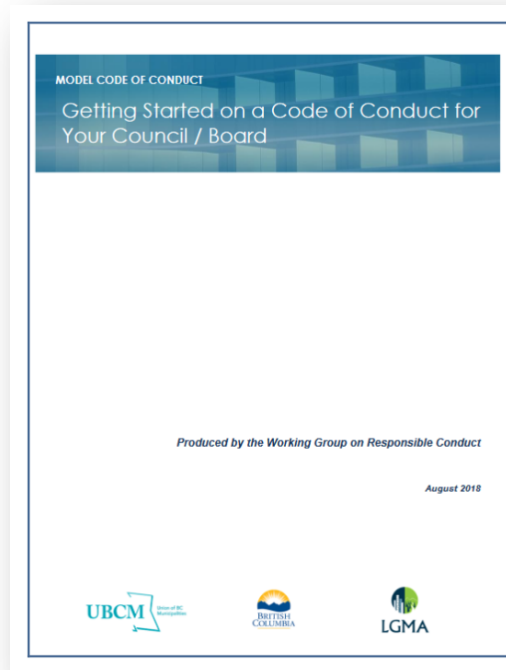 MODEL CODE OF CONDUCT
Getting Started on a Code of Conduct for
Your Council / Board
Produced by the Working Group on Responsible Conduct
August 2018
UBCM
Union of BC
Municipalities
BRITISH
COLUMBIA
LGMA